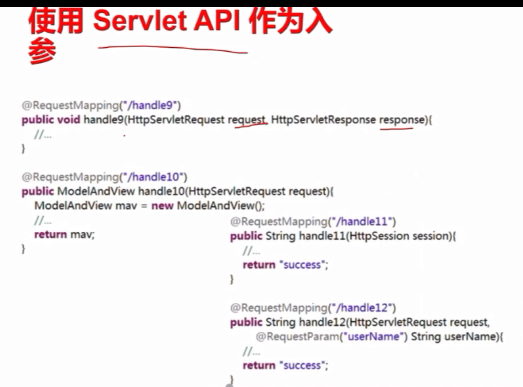 使用 Servlet API 作为入
参
@RequestMapping("/handle9")
public void handle9(HttpServletRequest request, HttpServletResponse response){
//...
}
@RequestMapping("/handle10")
public ModelAndView handle10(HttpServletRequest request){
ModelAndView mav = new ModelAndView();
//...
return mav;
}
@RequestMapping("/handle11")
public String handle11(HttpSession session){
//...
return "success";
}
@RequestMapping("/handle12")
public String handle12(HttpServletRequest request,
@RequestParam("userName") String userName){
//...
return "success";
}